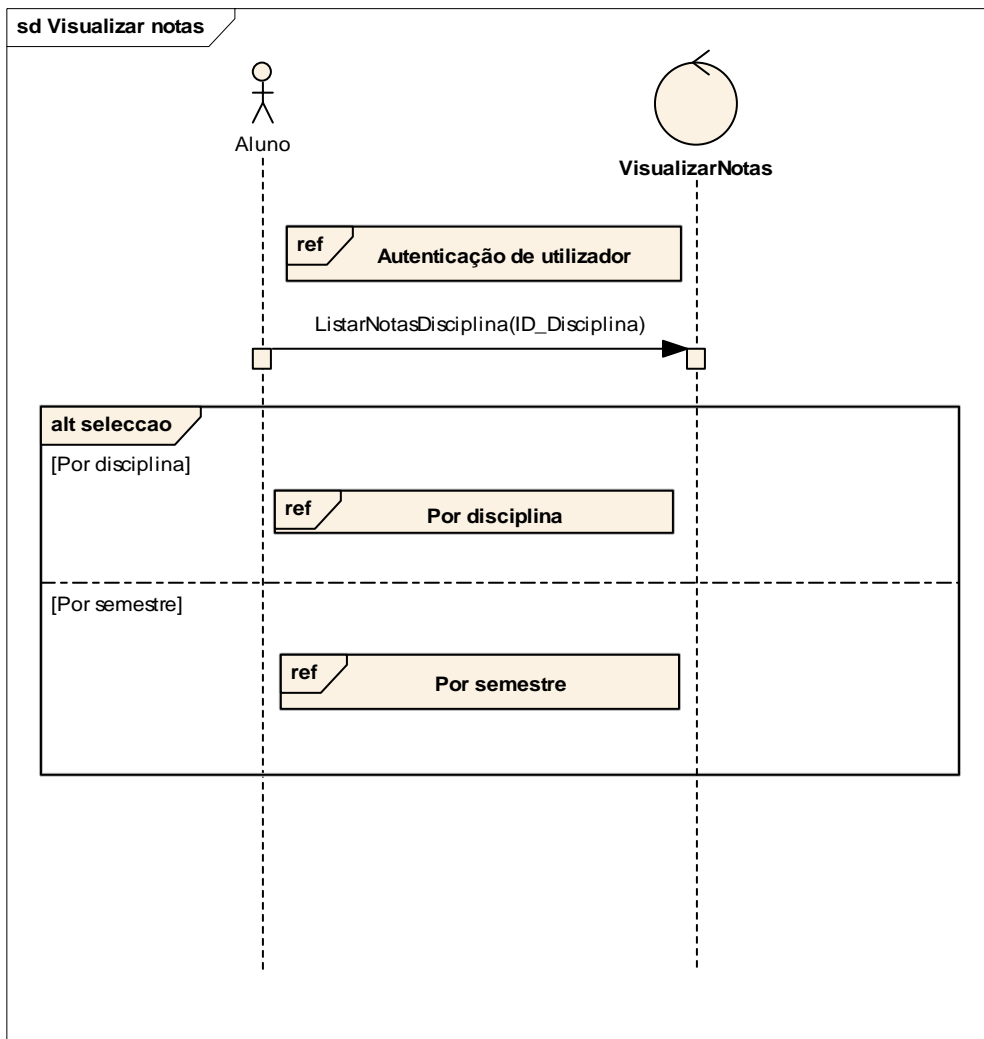 sd Visualizar notas
Aluno
VisualizarNotas
ref
Autenticação de utilizador
ListarNotasDisciplina(ID_Disciplina)
alt seleccao
[Por disciplina]
ref
Por disciplina
[Por semestre]
ref
Por semestre